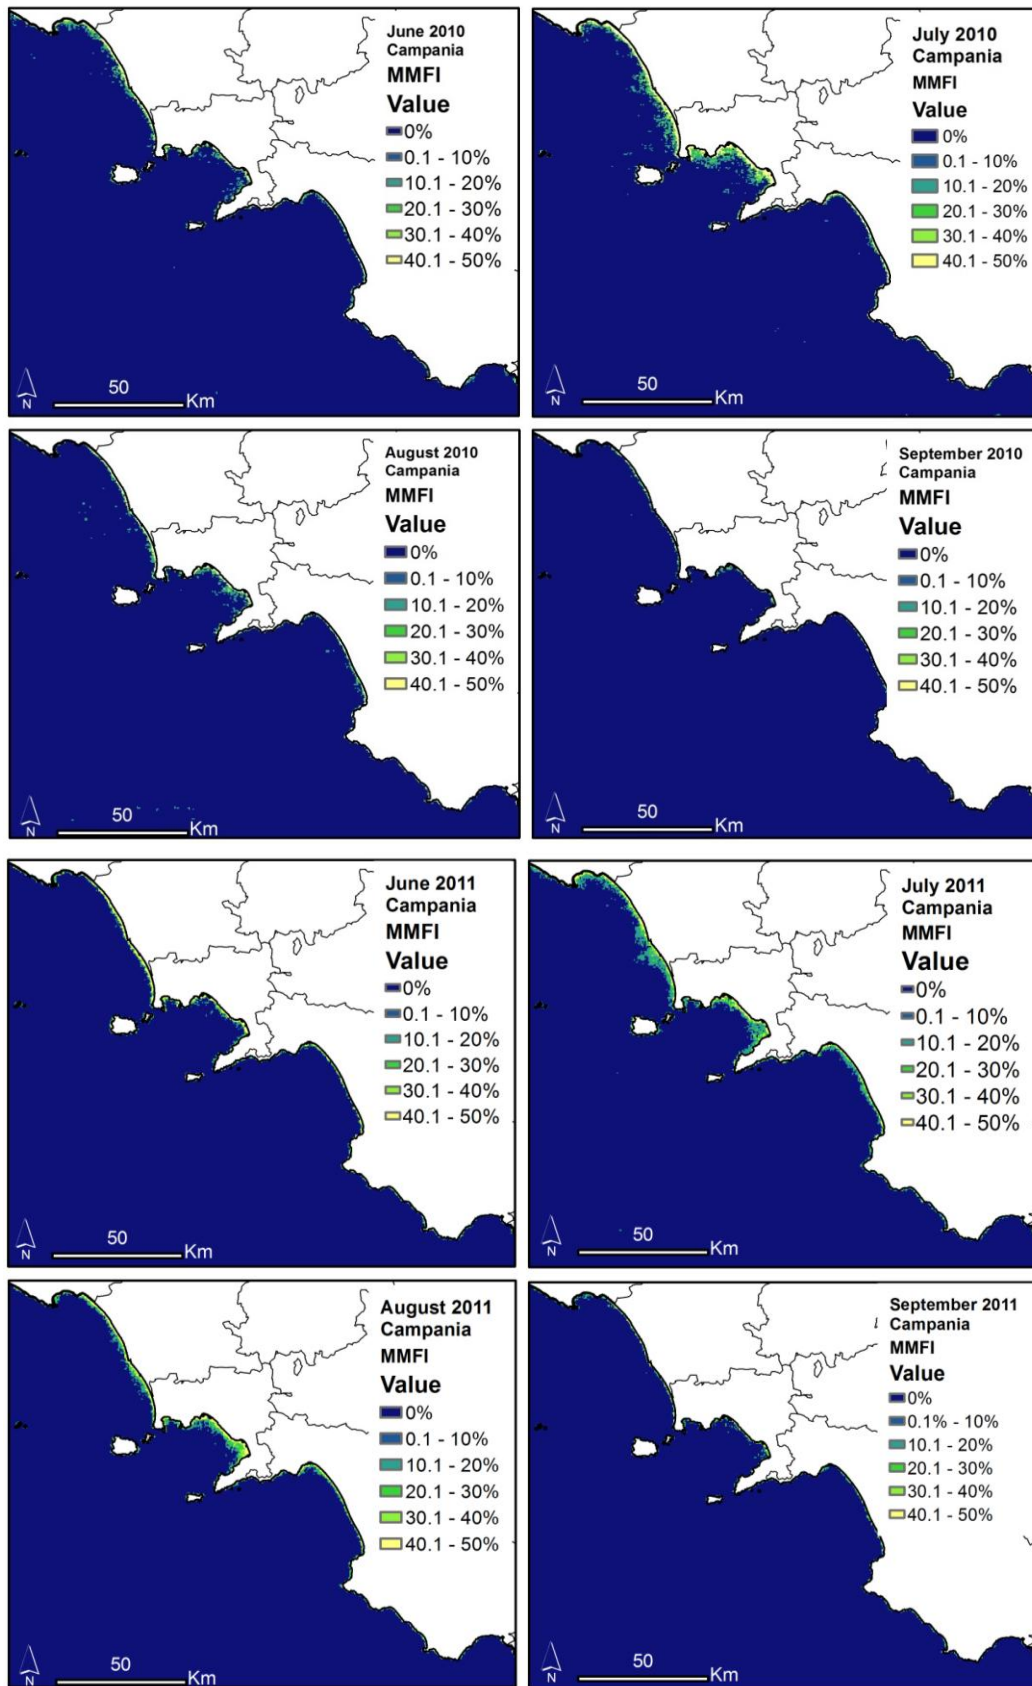 June 2010
Campania
MMFI
Value
0%
0.1 - 10%
10.1 - 20%
20.1 - 30%
30.1 - 40%
40.1 - 50%
N
50
Km
July 2010
Campania
MMFI
Value
0%
0.1 - 10%
10.1 - 20%
20.1 - 30%
30.1 - 40%
40.1 - 50%
N
50
Km
August 2010
Campania
MMFI
Value
0%
0.1 - 10%
10.1 - 20%
20.1 - 30%
30.1 - 40%
40.1 - 50%
N
50
Km
September 2010
Campania
MMFI
Value
0%
0.1 - 10%
10.1 - 20%
20.1 - 30%
30.1 - 40%
40.1 - 50%
N
50
Km
June 2011
Campania
MMFI
Value
0%
0.1 - 10%
10.1 - 20%
20.1 - 30%
30.1 - 40%
40.1 - 50%
N
50
Km
July 2011
Campania
MMFI
Value
0%
0.1 - 10%
10.1 - 20%
20.1 - 30%
30.1 - 40%
40.1 - 50%
N
50
Km
August 2011
Campania
MMFI
Value
0%
0.1 - 10%
10.1 - 20%
20.1 - 30%
30.1 - 40%
40.1 - 50%
N
50
Km
September 2011
Campania
MMFI
Value
0%
0.1% - 10%
10.1 - 20%
20.1 - 30%
30.1 - 40%
40.1 - 50%
N
50
Km